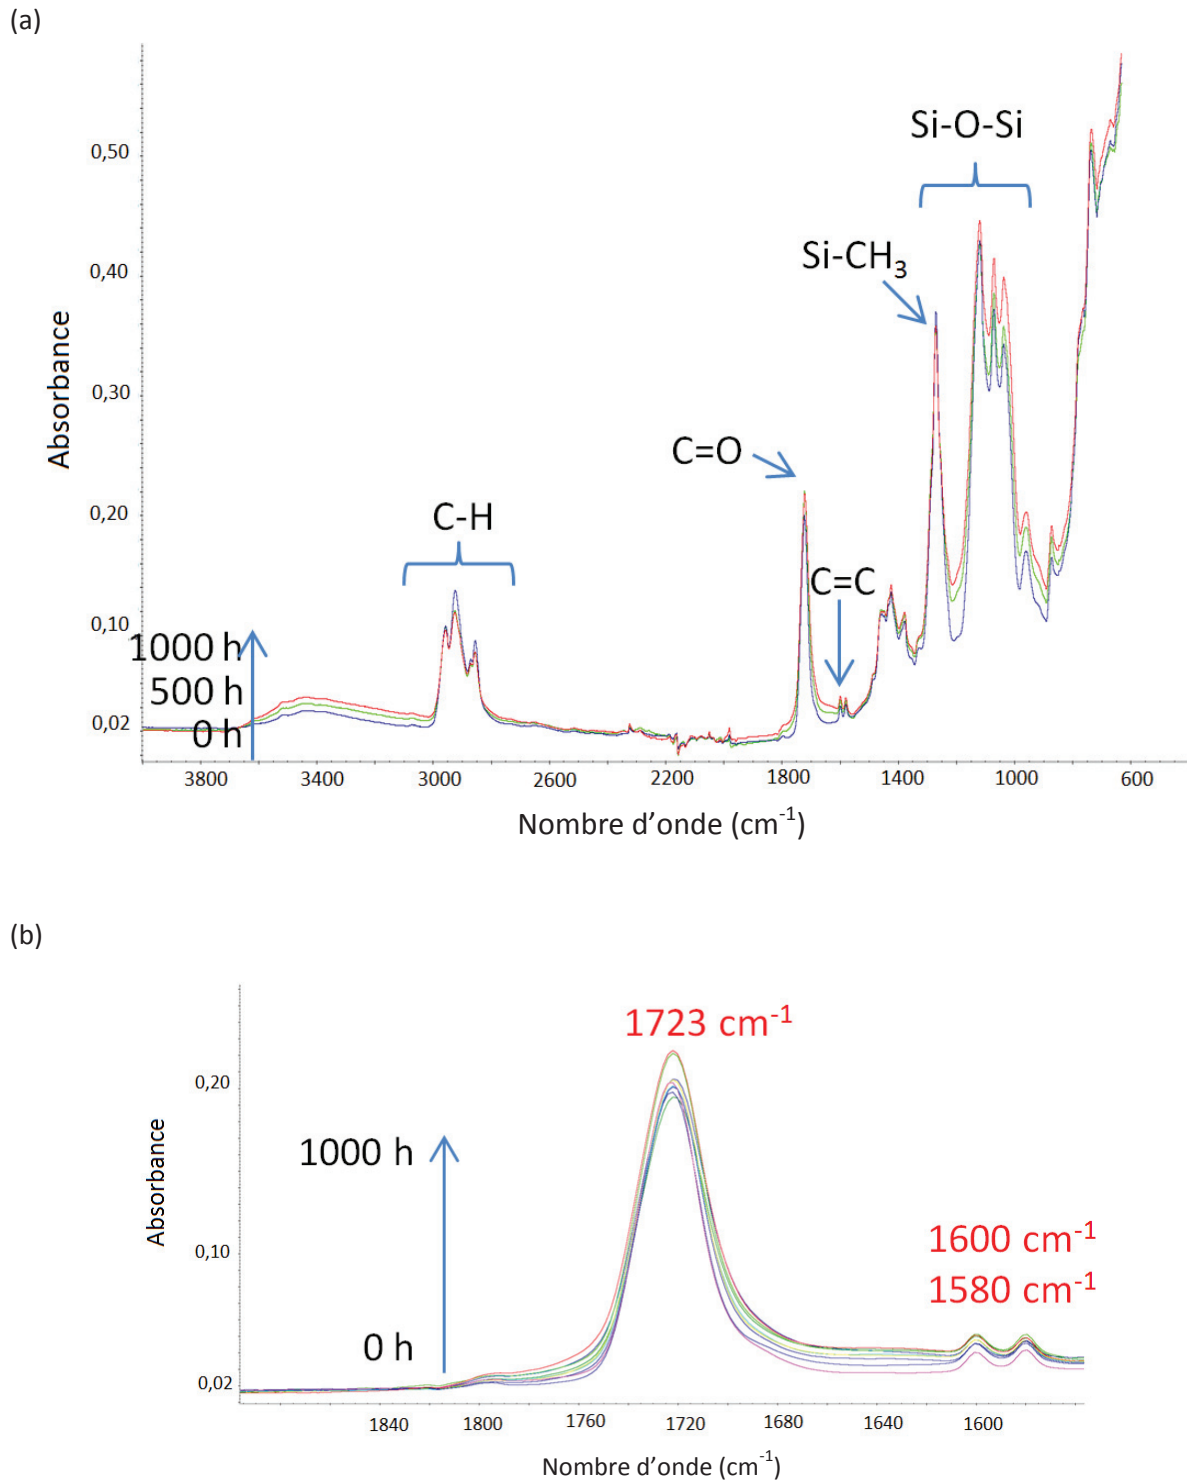 (a)
Si-O-Si
0,50
Si-CH3
0,40
Absorbance
0,30
C=O
0,20
C-H
C=C
0,10
1000 h
500 h
0,02
0 h
3800 3400 3000 2600 2200 1800 1400 1000 600
Nombre d’onde (cm-1)
(b)
1723 cm-1
0,20
Absorbance
1000 h
0,10
1600 cm-1
1580 cm-1
0 h
0,02
1840 1800 1760 1720 1680 1640 1600
Nombre d’onde (cm-1)